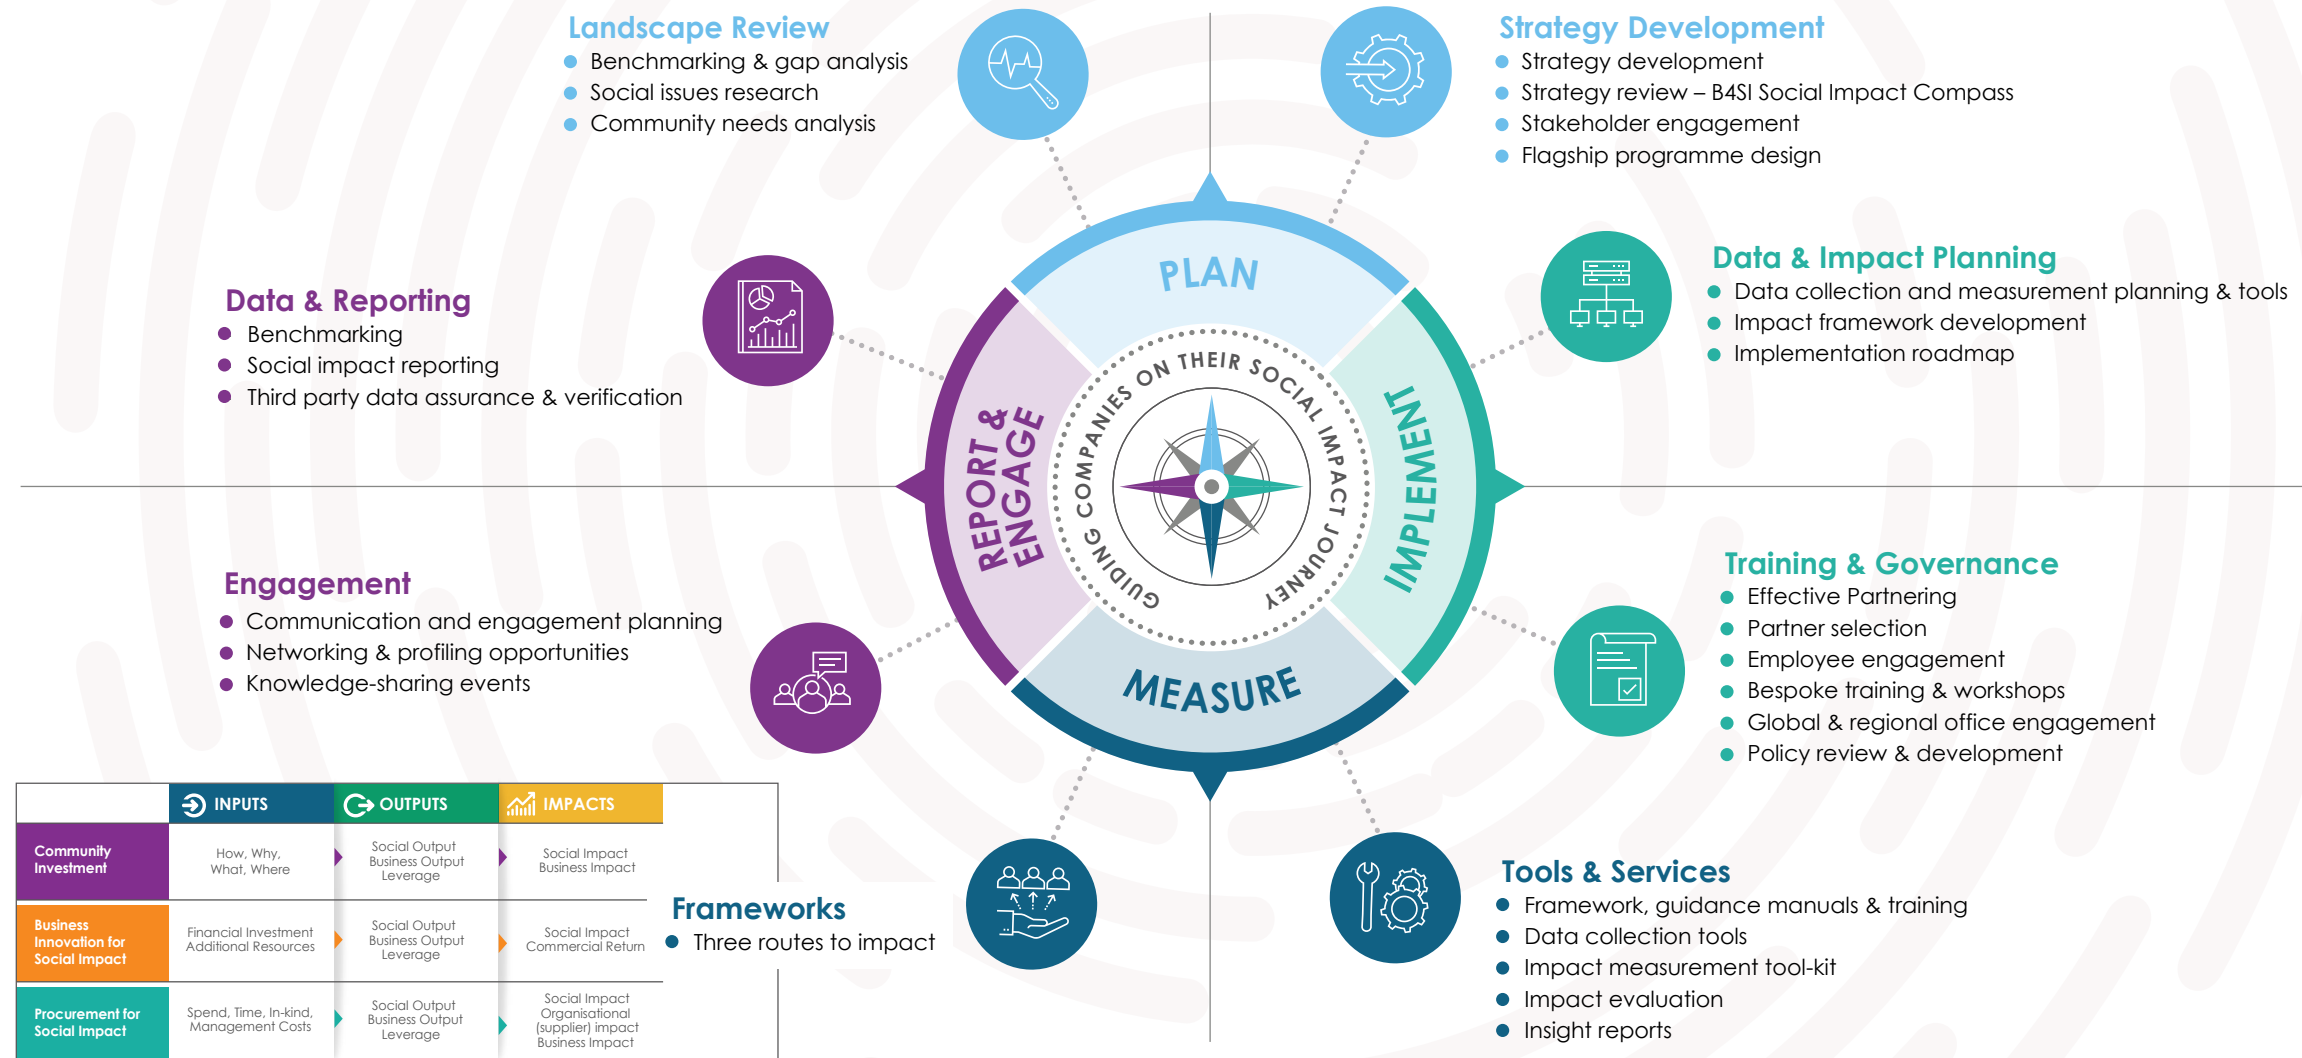 Landscape Review
Benchmarking & gap analysis
Social issues research
Community needs analysis
Strategy Development
Strategy development
Strategy review – B4SI Social Impact Compass
Stakeholder engagement
Flagship programme design
Data & Reporting
Benchmarking
Social impact reporting
Third party data assurance & verification
Data & Impact Planning
Data collection and measurement planning & tools
Impact framework development
Implementation roadmap
PLAN
IMPLEMENT
MEASURE
REPORT &
ENGAGE
GUIDING COMPANIES ON THEIR SOCIAL IMPACT JOURNEY
Engagement
Communication and engagement planning
Networking & profiling opportunities
Knowledge-sharing events
Training & Governance
Effective Partnering
Partner selection
Employee engagement
Bespoke training & workshops
Global & regional office engagement
Policy review & development
INPUTS
OUTPUTS
IMPACTS
Community
Investment
How, Why,
What, Where
Social Output
Business Output
Leverage
Social Impact
Business Impact
Business
Innovation for
Social Impact
Financial Investment
Additional Resources
Social Output
Business Output
Leverage
Social Impact
Commercial Return
Procurement for
Social Impact
Spend, Time, In-kind,
Management Costs
Social Output
Business Output
Leverage
Social Impact
Organisational
(supplier) impact
Business Impact
Frameworks
Three routes to impact
Tools & Services
Framework, guidance manuals & training
Data collection tools
Impact measurement tool-kit
Impact evaluation
Insight reports